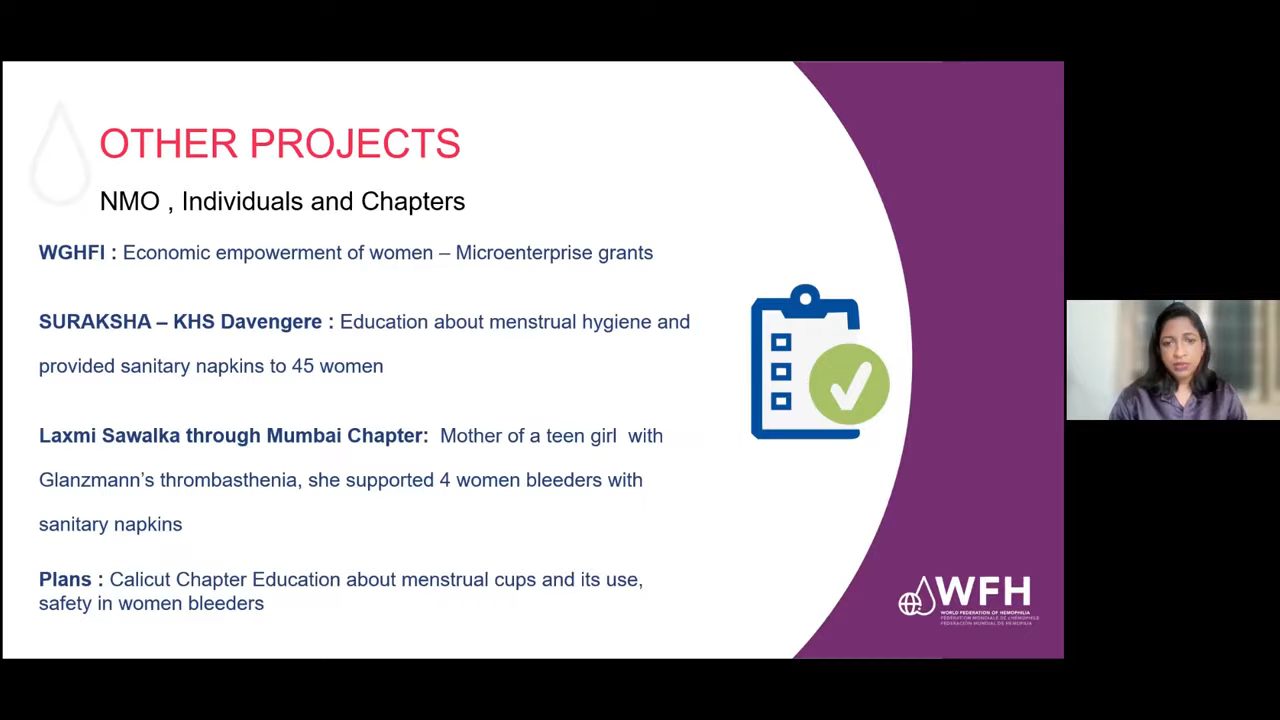 OTHER PROJECTS
NMO , Individuals and Chapters
WGHFI : Economic empowerment of women – Microenterprise grants
SURAKSHA – KHS Davengere : Education about menstrual hygiene and
provided sanitary napkins to 45 women
Laxmi Sawalka through Mumbai Chapter: Mother of a teen girl with
Glanzmann’s thrombasthenia, she supported 4 women bleeders with
sanitary napkins
Plans : Calicut Chapter Education about menstrual cups and its use,
safety in women bleeders
WFH
WORLD FEDERATION OF HEMOPHILIA
FÉDÉRATION MONDIALE DE L'HÉMOPHILIE
FEDERACIÓN MUNDIAL DE HEMOFILIA